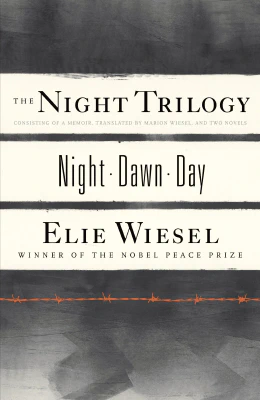 THE NIGHT TRILOGY
CONSISTING OF A MEMOIR, TRANSLATED BY MARION WIESEL, AND TWO NOVELS
Night · Dawn · Day
ELIE WIESEL
WINNER OF THE NOBEL PEACE PRIZE